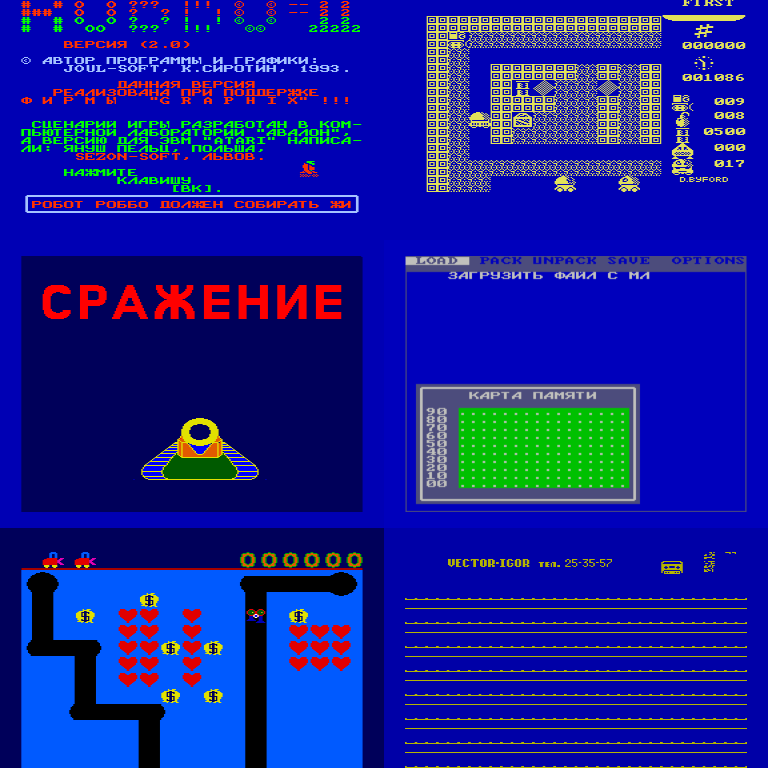 ВЕРСИЯ (2.0)
© АВТОР ПРОГРАММЫ И ГРАФИКИ:
JOUL-SOFT, К.СИРОТИН, 1993.
ДАННАЯ ВЕРСИЯ
РЕАЛИЗОВАНА ПРИ ПОДДЕРЖКЕ
ФИРМЫ "GRAPHIX" !!!
СЦЕНАРИЙ ИГРЫ РАЗРАБОТАН В КОМ-
ПЬЮТЕРНОЙ ЛАБОРАТОРИИ "АВАЛОН",
А ВЕРСИЮ ДЛЯ ЭВМ "ATARI" НАПИСА-
ЛИ: ЯНУШ ПЕЛЬЦ, ПОЛЬША,
SEZON-SOFT, ЛЬВОВ.
НАЖМИТЕ
КЛАВИШУ
[ВК].
РОБОТ РОББО ДОЛЖЕН СОБИРАТЬ ЖИ
FIRST
000000
001086
009
008
0500
000
017
D.BYFORD
СРАЖЕНИЕ
LOAD PACK UNPACK SAVE OPTIONS
ЗАГРУЗИТЬ ФАЙЛ С МЛ
КАРТА ПАМЯТИ
90
80
70
60
50
40
30
20
10
00
000000
VECTOR-IGOR тел. 25-35-57